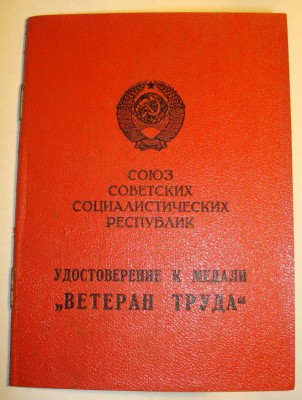 СОЮЗ
СОВЕТСКИХ
СОЦИАЛИСТИЧЕСКИХ
РЕСПУБЛИК
УДОСТОВЕРЕНИЕ К МЕДАЛИ
„ВЕТЕРАН ТРУДА“